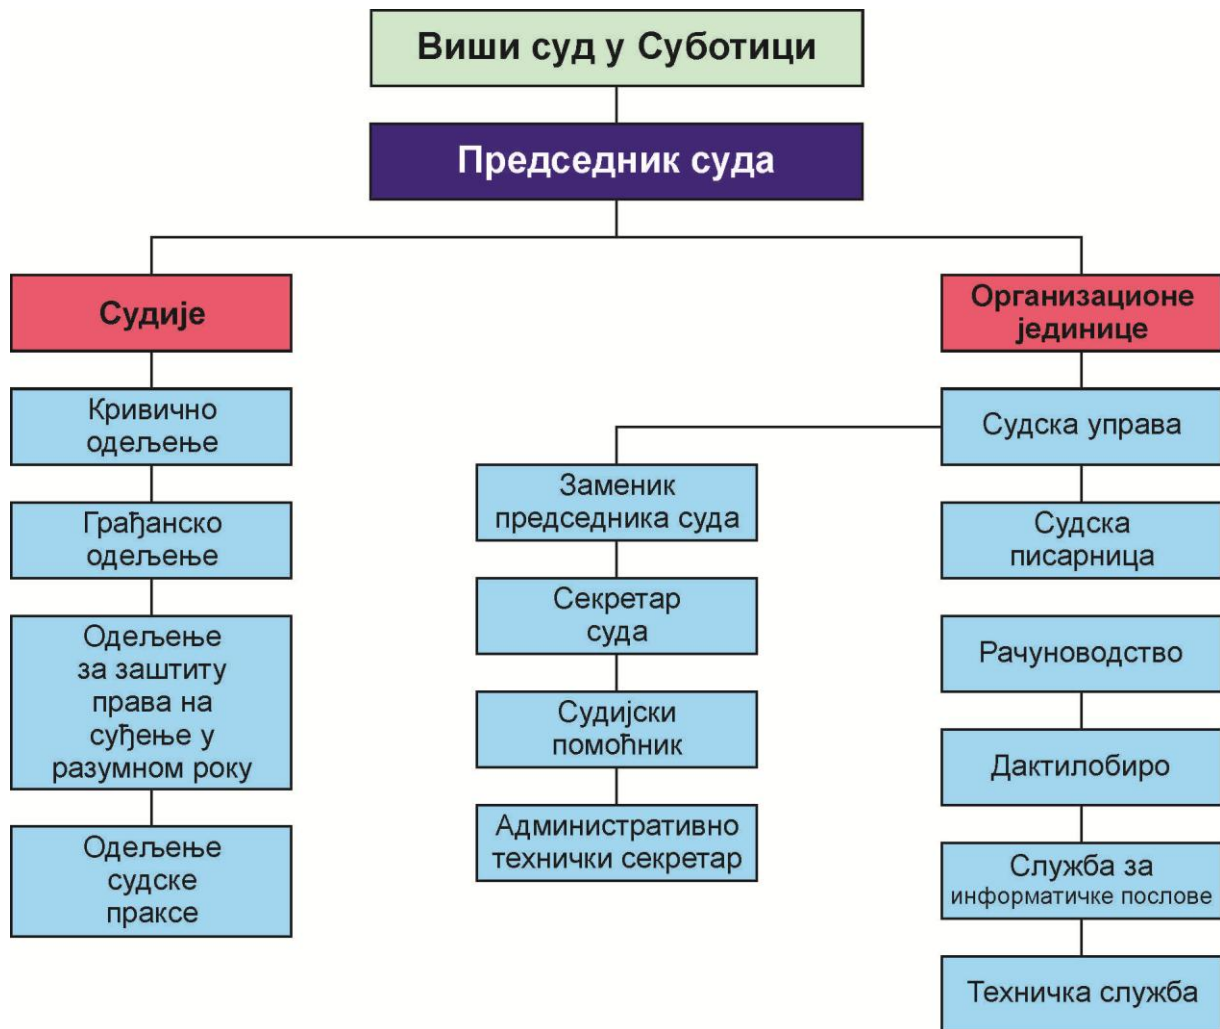 Виши суд у Суботици
Председник суда
Судије
Кривично
одељење
Грађанско
одељење
Одељење
за заштиту
права на
суђење у
разумном року
Одељење
судске
праксе
Заменик
председника суда
Секретар
суда
Судијски
помоћник
Административно
технички секретар
Организационе
јединице
Судска управа
Судска
писарница
Рачуноводство
Дактилобиро
Служба за
информатичке послове
Техничка служба